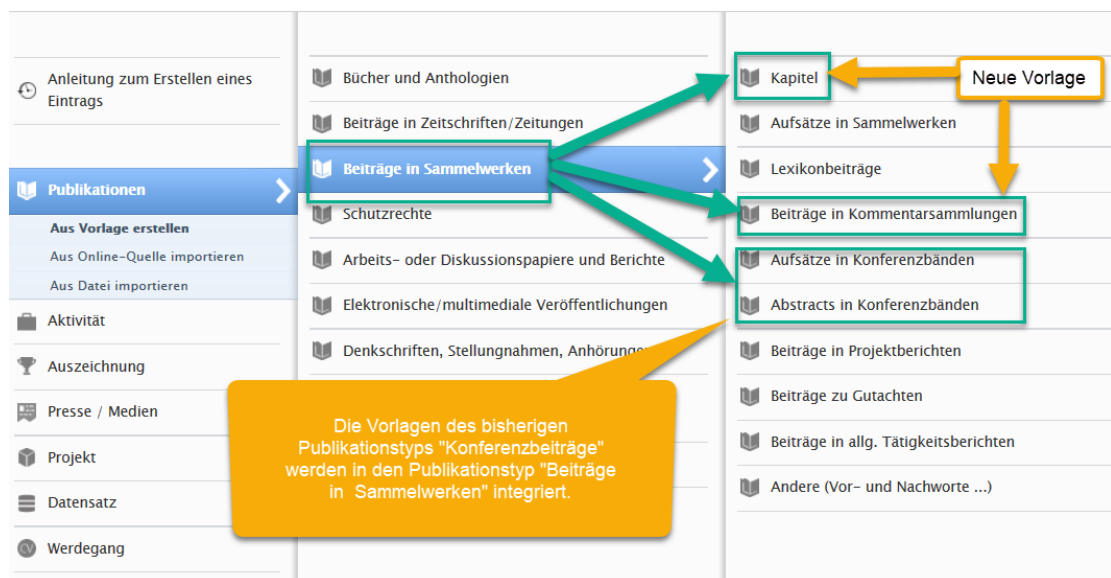 Anleitung zum Erstellen eines
Eintrags
Publikationen
Aus Vorlage erstellen
Aus Online-Quelle importieren
Aus Datei importieren
Aktivität
Auszeichnung
Presse / Medien
Projekt
Datensatz
Werdegang
Bücher und Anthologien
Beiträge in Zeitschriften/Zeitungen
Beiträge in Sammelwerken
Schutzrechte
Arbeits- oder Diskussionspapiere und Berichte
Elektronische/multimediale Veröffentlichungen
Denkschriften, Stellungnahmen, Anhörungen
Die Vorlagen des bisherigen
Publikationstyps "Konferenzbeiträge"
werden in den Publikationstyp "Beiträge
in Sammelwerken" integriert.
Kapitel
Neue Vorlage
Aufsätze in Sammelwerken
Lexikonbeiträge
Beiträge in Kommentarsammlungen
Aufsätze in Konferenzbänden
Abstracts in Konferenzbänden
Beiträge in Projektberichten
Beiträge zu Gutachten
Beiträge in allg. Tätigkeitsberichten
Andere (Vor- und Nachworte ...)